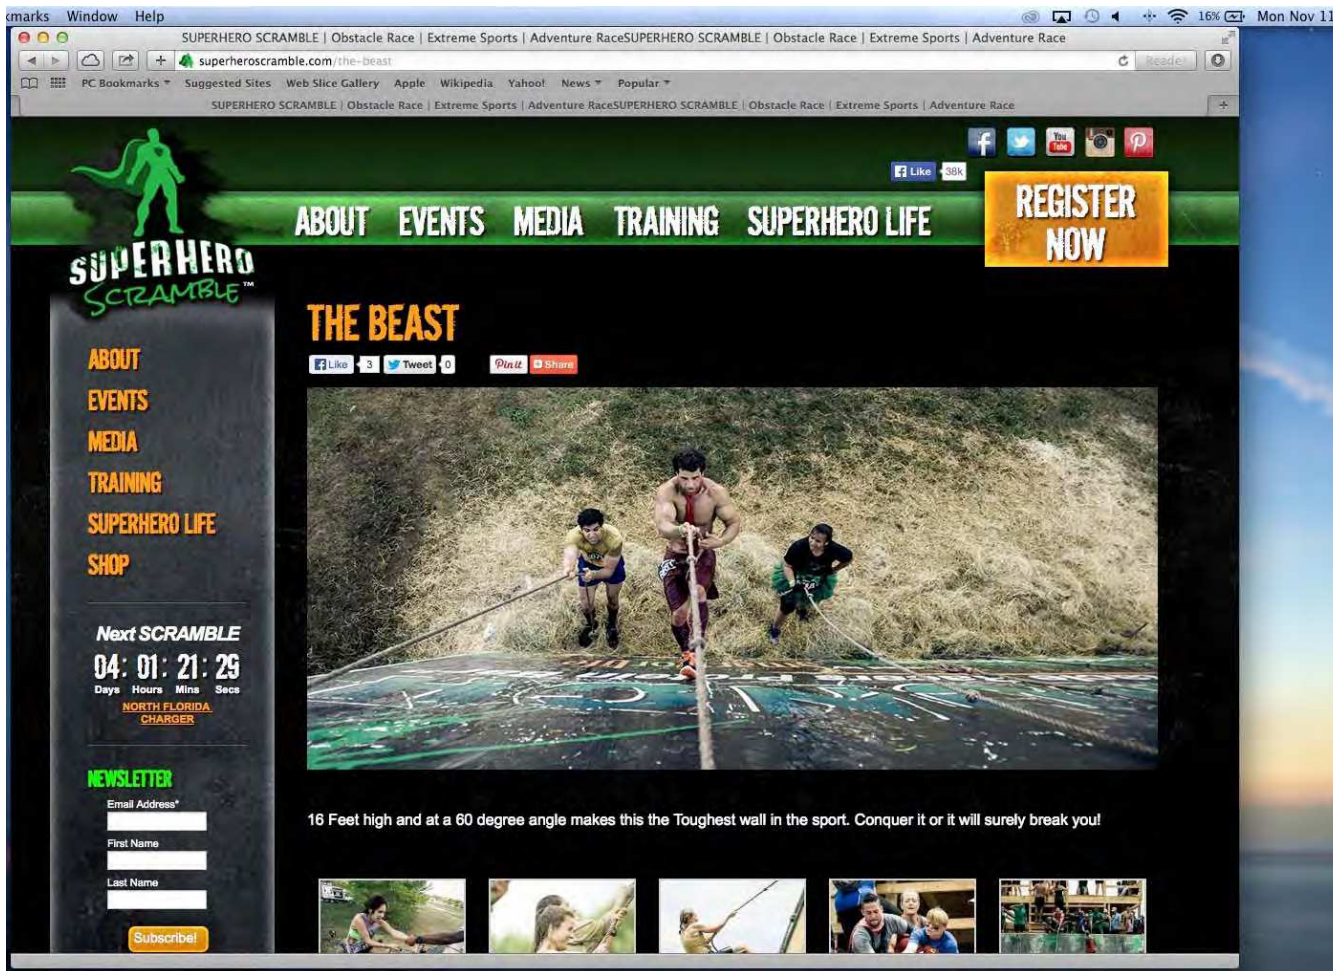 kmarks Window Help 16% Mon Nov 11
SUPERHERO SCRAMBLE | Obstacle Race | Extreme Sports | Adventure RaceSUPERHERO SCRAMBLE | Obstacle Race | Extreme Sports | Adventure Race
superheroscramble.com/the-beast Reader
PC Bookmarks Suggested Sites Web Slice Gallery Apple Wikipedia Yahoo! News Popular
SUPERHERO SCRAMBLE | Obstacle Race | Extreme Sports | Adventure RaceSUPERHERO SCRAMBLE | Obstacle Race | Extreme Sports | Adventure Race
You Tube
Like 38k
ABOUT EVENTS MEDIA TRAINING SUPERHERO LIFE
REGISTER
NOW
SUPERHERO
SCRAMBLE™
THE BEAST
Like 3 Tweet 0 Pin it Share
ABOUT
EVENTS
MEDIA
TRAINING
SUPERHERO LIFE
SHOP
Next SCRAMBLE
04: 01: 21: 29
Days Hours Mins Secs
NORTH FLORIDA
CHARGER
NEWSLETTER
Email Address*
First Name
Last Name
Subscribe!
16 Feet high and at a 60 degree angle makes this the Toughest wall in the sport. Conquer it or it will surely break you!